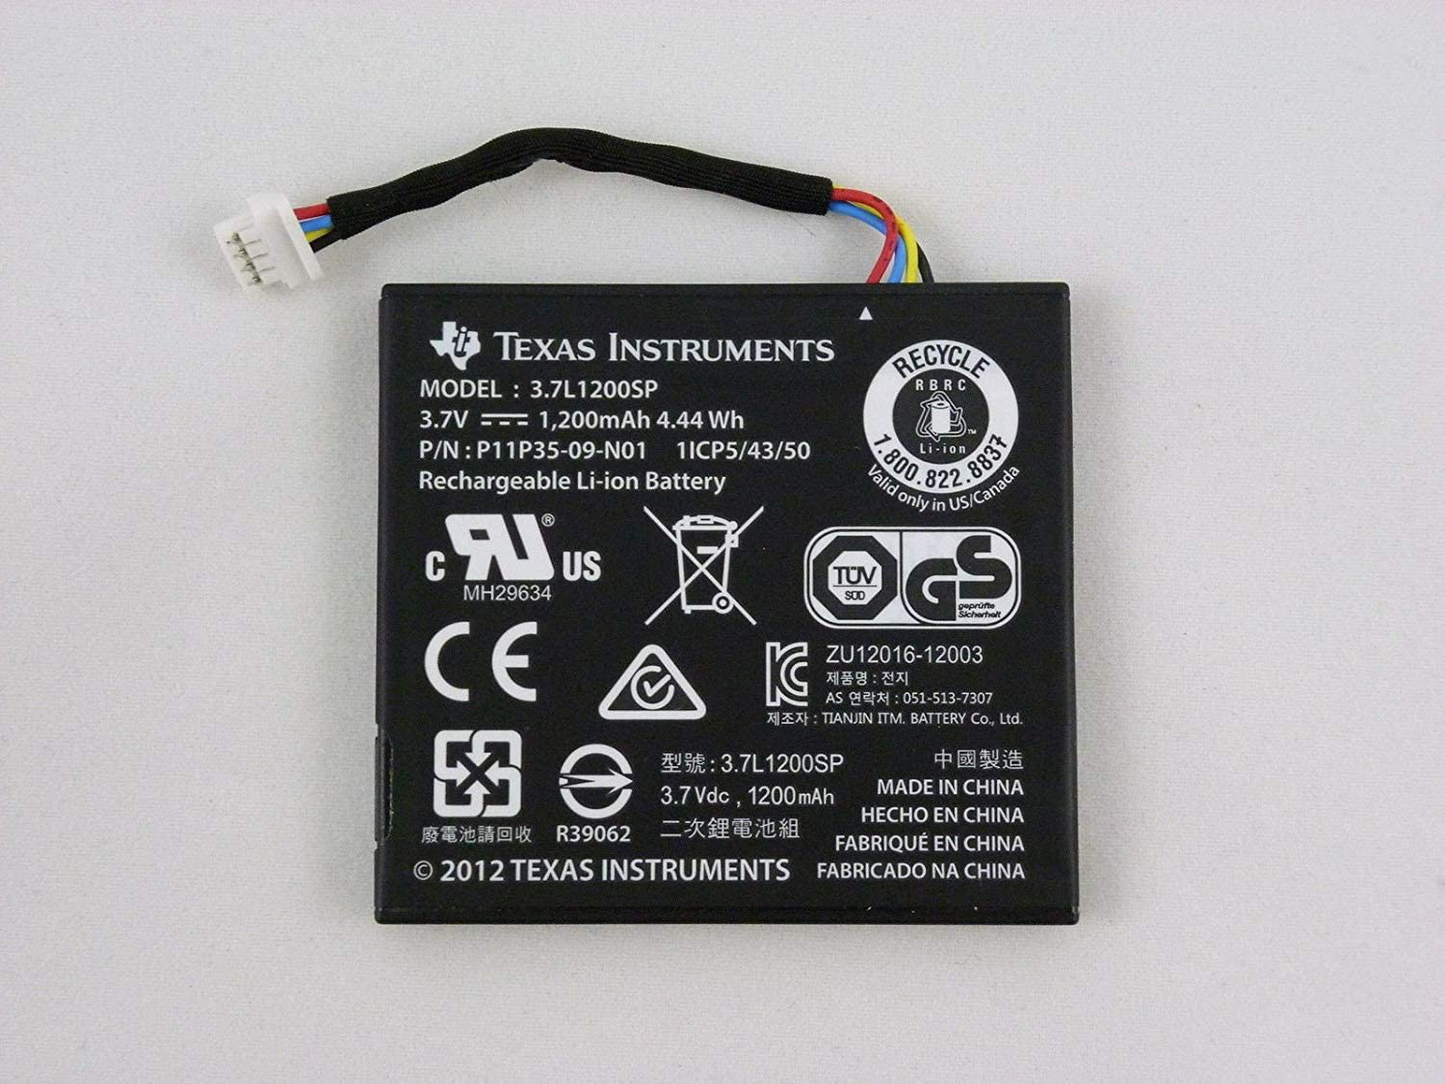 TEXAS INSTRUMENTS
MODEL : 3.7L1200SP
3.7V 1,200mAh 4.44 Wh
P/N : P11P35-09-N01 1ICP5/43/50
Rechargeable Li-ion Battery
RECYCLE
RBRC
TM
Li-ion
1.800.822.8837
Valid only in US/Canada
C RU® US
MH29634
TÜV
SÜD
GS
geprüfte
Sicherheit
CE
KC
ZU12016-12003
제품명 : 전지
AS 연락처 : 051-513-7307
제조자 : TIANJIN ITM. BATTERY Co., Ltd.
廢電池請回收
R39062
型號 : 3.7L1200SP
3.7Vdc , 1200mAh
二次鋰電池組
中國製造
MADE IN CHINA
HECHO EN CHINA
FABRIQUÉ EN CHINA
FABRICADO NA CHINA
© 2012 TEXAS INSTRUMENTS